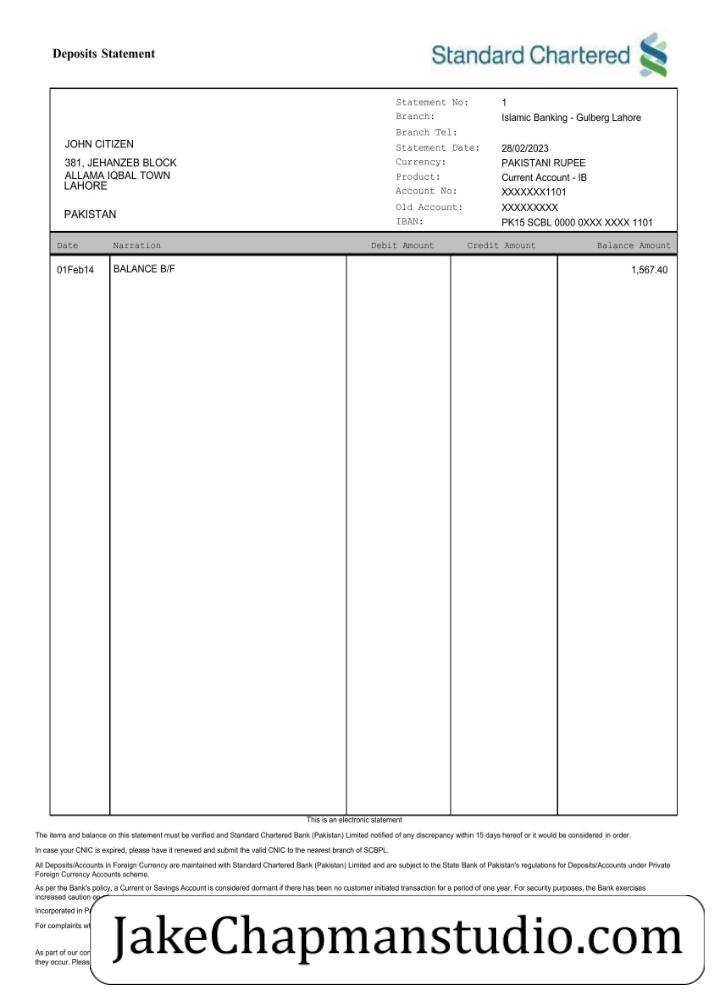 Deposits Statement
Standard Chartered
Statement No: 1
Branch: Islamic Banking - Gulberg Lahore
Branch Tel:
JOHN CITIZEN
Statement Date: 28/02/2023
381, JEHANZEB BLOCK
Currency: PAKISTANI RUPEE
ALLAMA IQBAL TOWN
Product: Current Account - IB
LAHORE
Account No: XXXXXXX1101
Old Account: XXXXXXXXX
PAKISTAN
IBAN: PK15 SCBL 0000 0XXX XXXX 1101
Date Narration Debit Amount Credit Amount Balance Amount
01Feb14 BALANCE B/F 1,567.40
This is an electronic statement
The items and balance on this statement must be verified and Standard Chartered Bank (Pakistan) Limited notified of any discrepancy within 15 days hereof or it would be considered in order.
In case your CNIC is expired, please have it renewed and submit the valid CNIC to the nearest branch of SCBPL.
All Deposits/Accounts in Foreign Currency are maintained with Standard Chartered Bank (Pakistan) Limited and are subject to the State Bank of Pakistan's regulations for Deposits/Accounts under Private
Foreign Currency Accounts scheme.
As per the Bank's policy, a Current or Savings Account is considered dormant if there has been no customer initiated transaction for a period of one year. For security purposes, the Bank exercises
increased caution on
Incorporated in
For complaints
As part of our
they occur.
JakeChapmanstudio.com